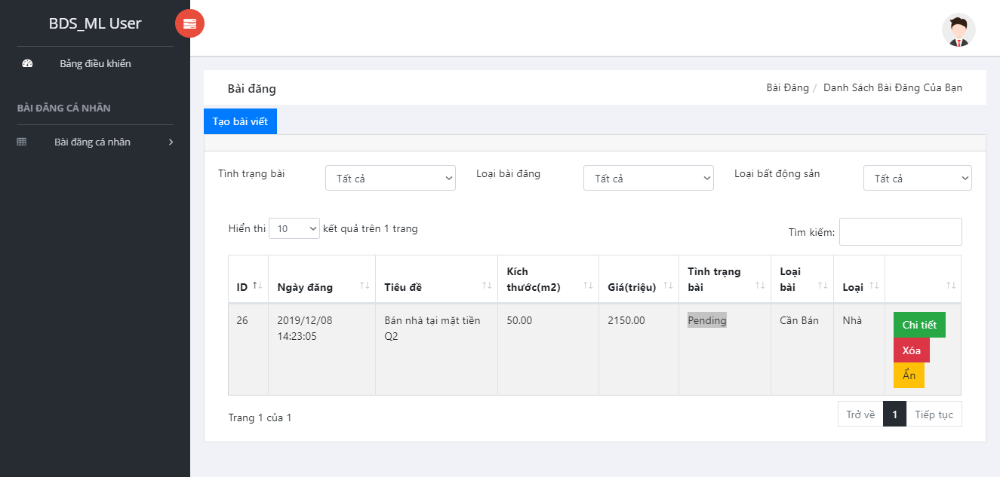 BDS_ML User
Bảng điều khiển
BÀI ĐĂNG CÁ NHÂN
Bài đăng cá nhân
Bài đăng
Bài Đăng / Danh Sách Bài Đăng Của Bạn
Tạo bài viết
Tình trạng bài
Tất cả
Loại bài đăng
Tất cả
Loại bất động sản
Tất cả
Hiển thi 10 kết quả trên 1 trang
Tìm kiếm:
ID
Ngày đăng
Tiêu đề
Kích
thước(m2)
Giá(triệu)
Tình trạng
bài
Loại
bài
Loại
26
2019/12/08
14:23:05
Bán nhà tại mặt tiền
Q2
50.00
2150.00
Pending
Cần Bán
Nhà
Chi tiết
Xóa
Ẩn
Trang 1 của 1
Trở về
1
Tiếp tục